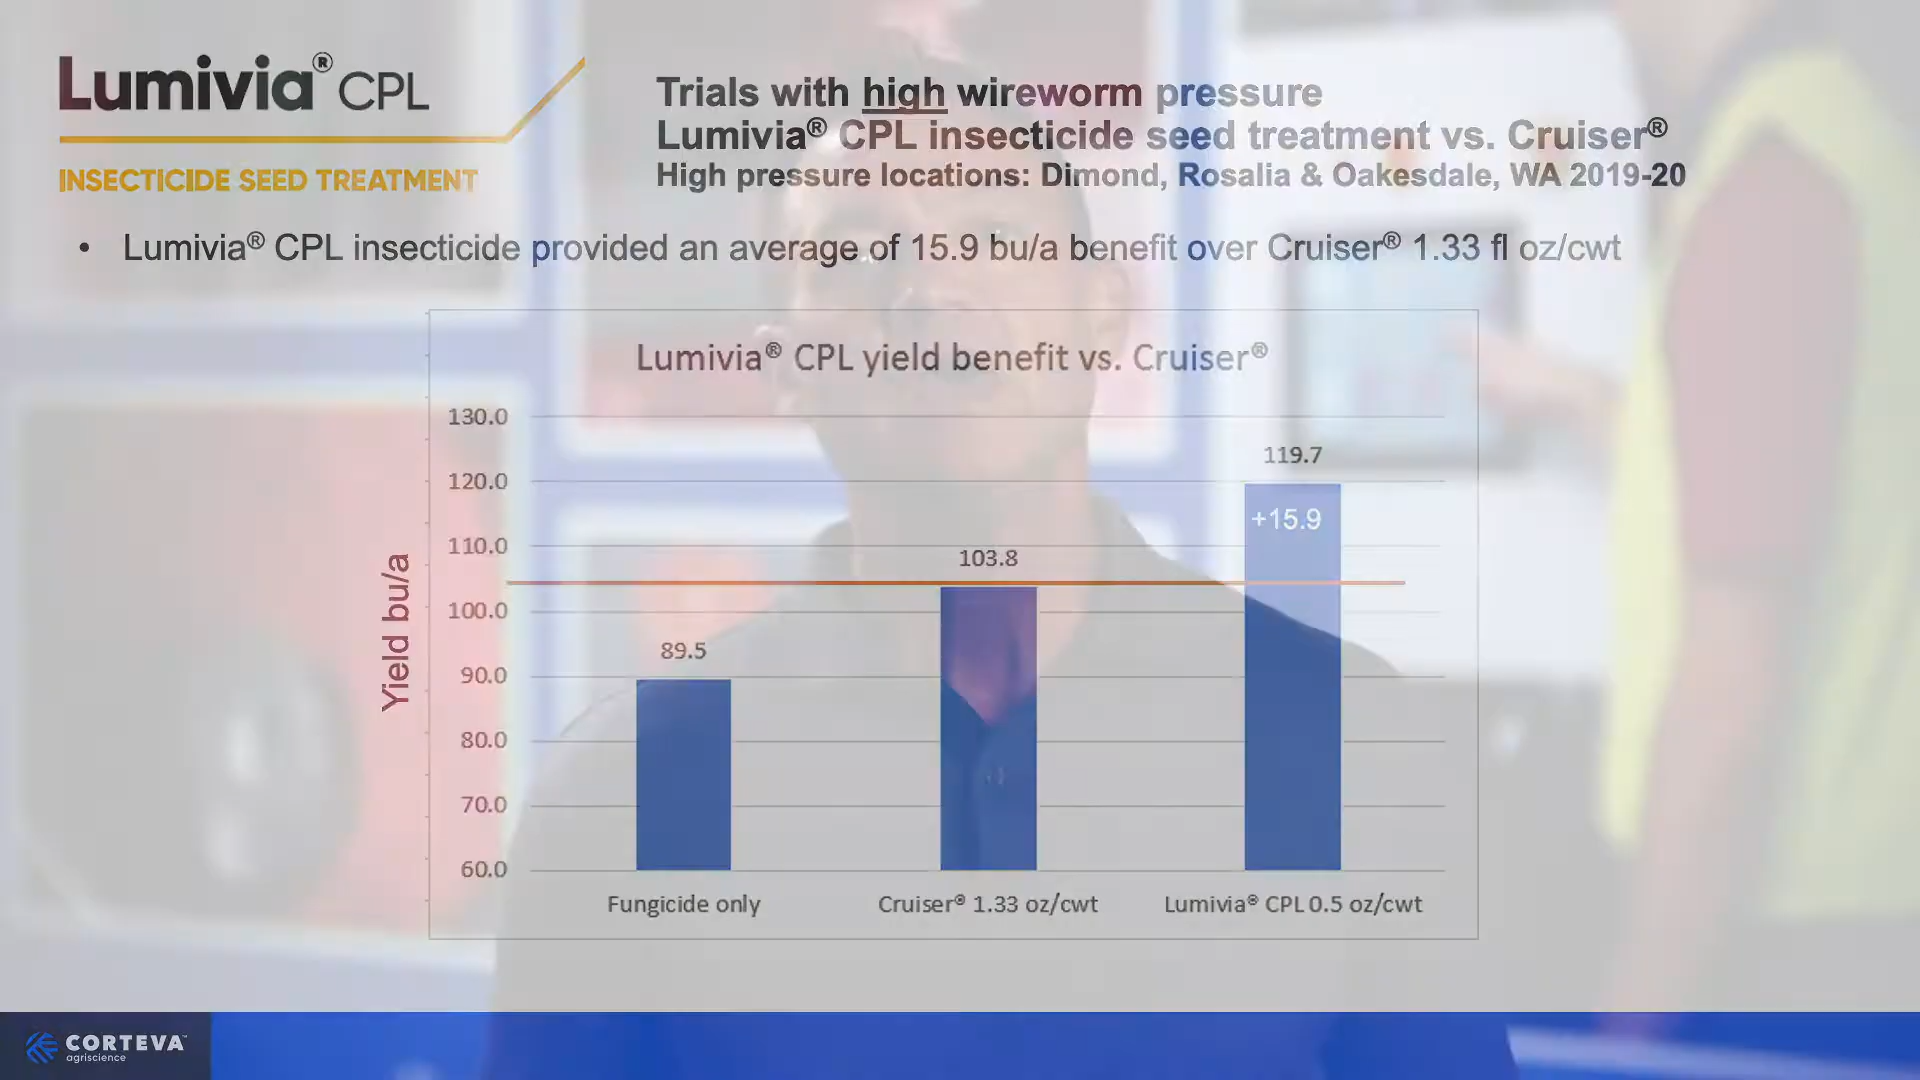 Lumivia® CPL
INSECTICIDE SEED TREATMENT
Trials with high wireworm pressure
Lumivia® CPL insecticide seed treatment vs. Cruiser®
High pressure locations: Dimond, Rosalia & Oakesdale, WA 2019-20
• Lumivia® CPL insecticide provided an average of 15.9 bu/a benefit over Cruiser® 1.33 fl oz/cwt
Lumivia® CPL yield benefit vs. Cruiser®
Yield bu/a
130.0
120.0
110.0
100.0
90.0
80.0
70.0
60.0
89.5
103.8
119.7
+15.9
Fungicide only
Cruiser® 1.33 oz/cwt
Lumivia® CPL 0.5 oz/cwt
CORTEVA™
agriscience